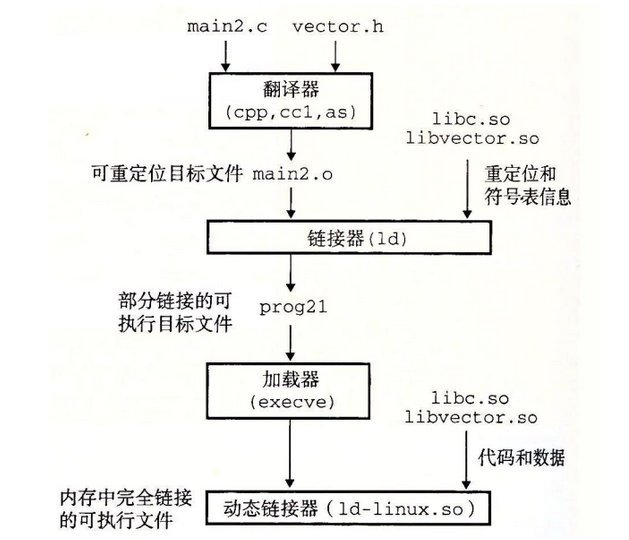 main2.c vector.h
翻译器
(cpp,cc1,as)
libc.so
libvector.so
可重定位目标文件 main2.o
重定位和
符号表信息
链接器(ld)
部分链接的可
执行目标文件
prog21
加载器
(execve)
libc.so
libvector.so
代码和数据
内存中完全链接
的可执行文件
动态链接器(ld-linux.so)